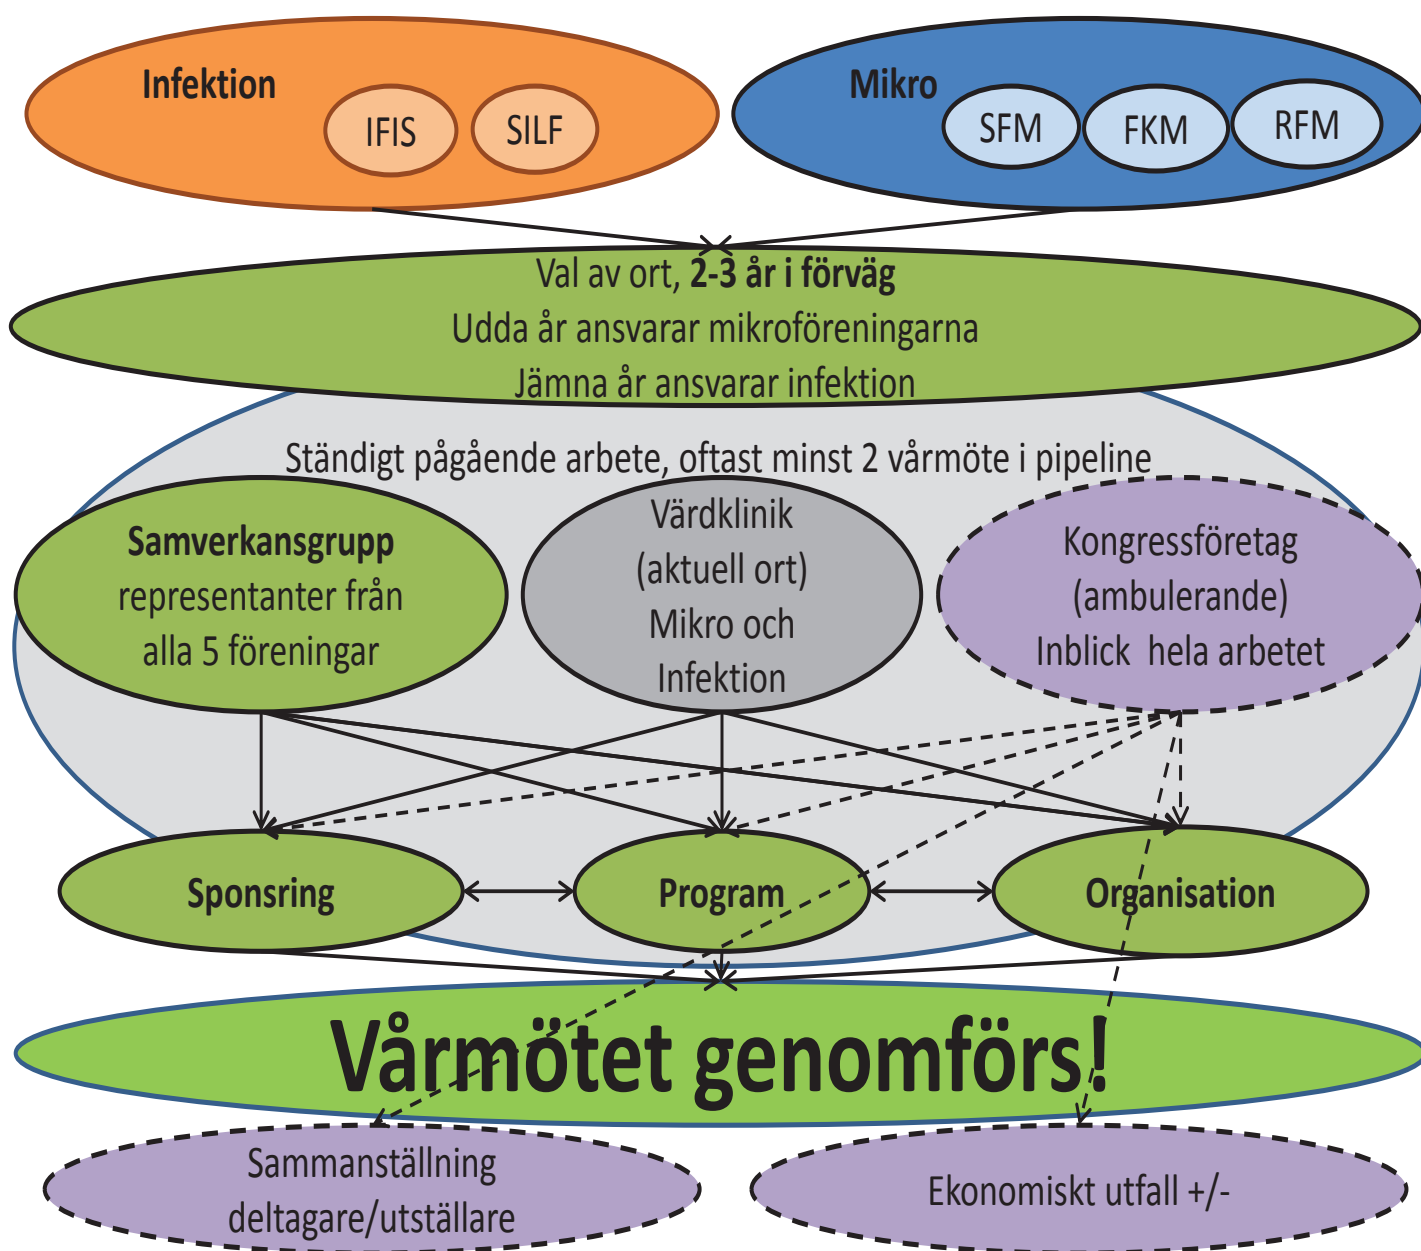 Infektion
IFIS
SILF
Mikro
SFM
FKM
RFM
Val av ort, 2-3 år i förväg
Udda år ansvarar mikroföreningarna
Jämna år ansvarar infektion
Ständigt pågående arbete, oftast minst 2 vårmöte i pipeline
Samverkansgrupp
representanter från
alla 5 föreningar
Värdklinik
(aktuell ort)
Mikro och
Infektion
Kongressföretag
(ambulerande)
Inblick hela arbetet
Sponsring
Program
Organisation
Vårmötet genomförs!
Sammanställning
deltagare/utställare
Ekonomiskt utfall +/-